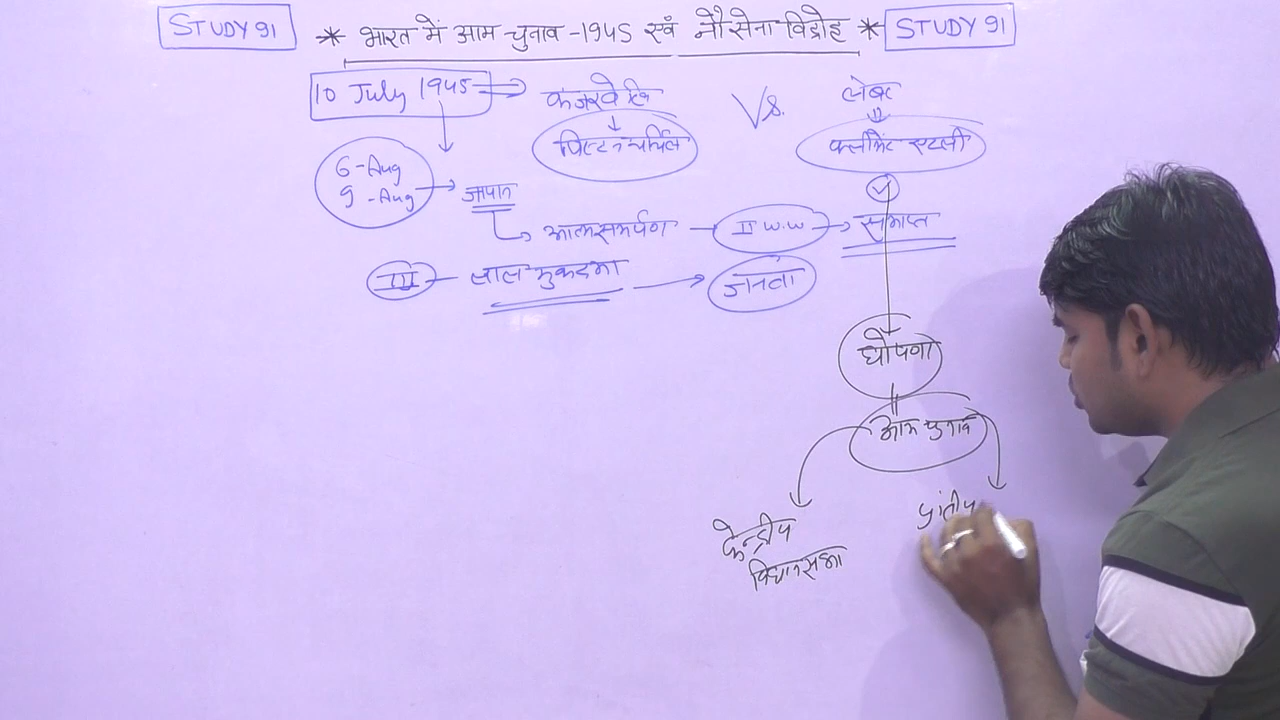 STUDY 91 * भारत में आम चुनाव -1945 एवं नौसेना विद्रोह * STUDY 91
10 July 1945 कंजरवेटिव Vs. लेबर
विंस्टन चर्चिल क्लीमेंट एटली
6-Aug
9-Aug जापान
आत्मसमर्पण II W.W समाप्त
III लाल मुकदमा जनता
घोषणा
आम चुनाव
केन्द्रीय प्रांतीय
विधानसभा